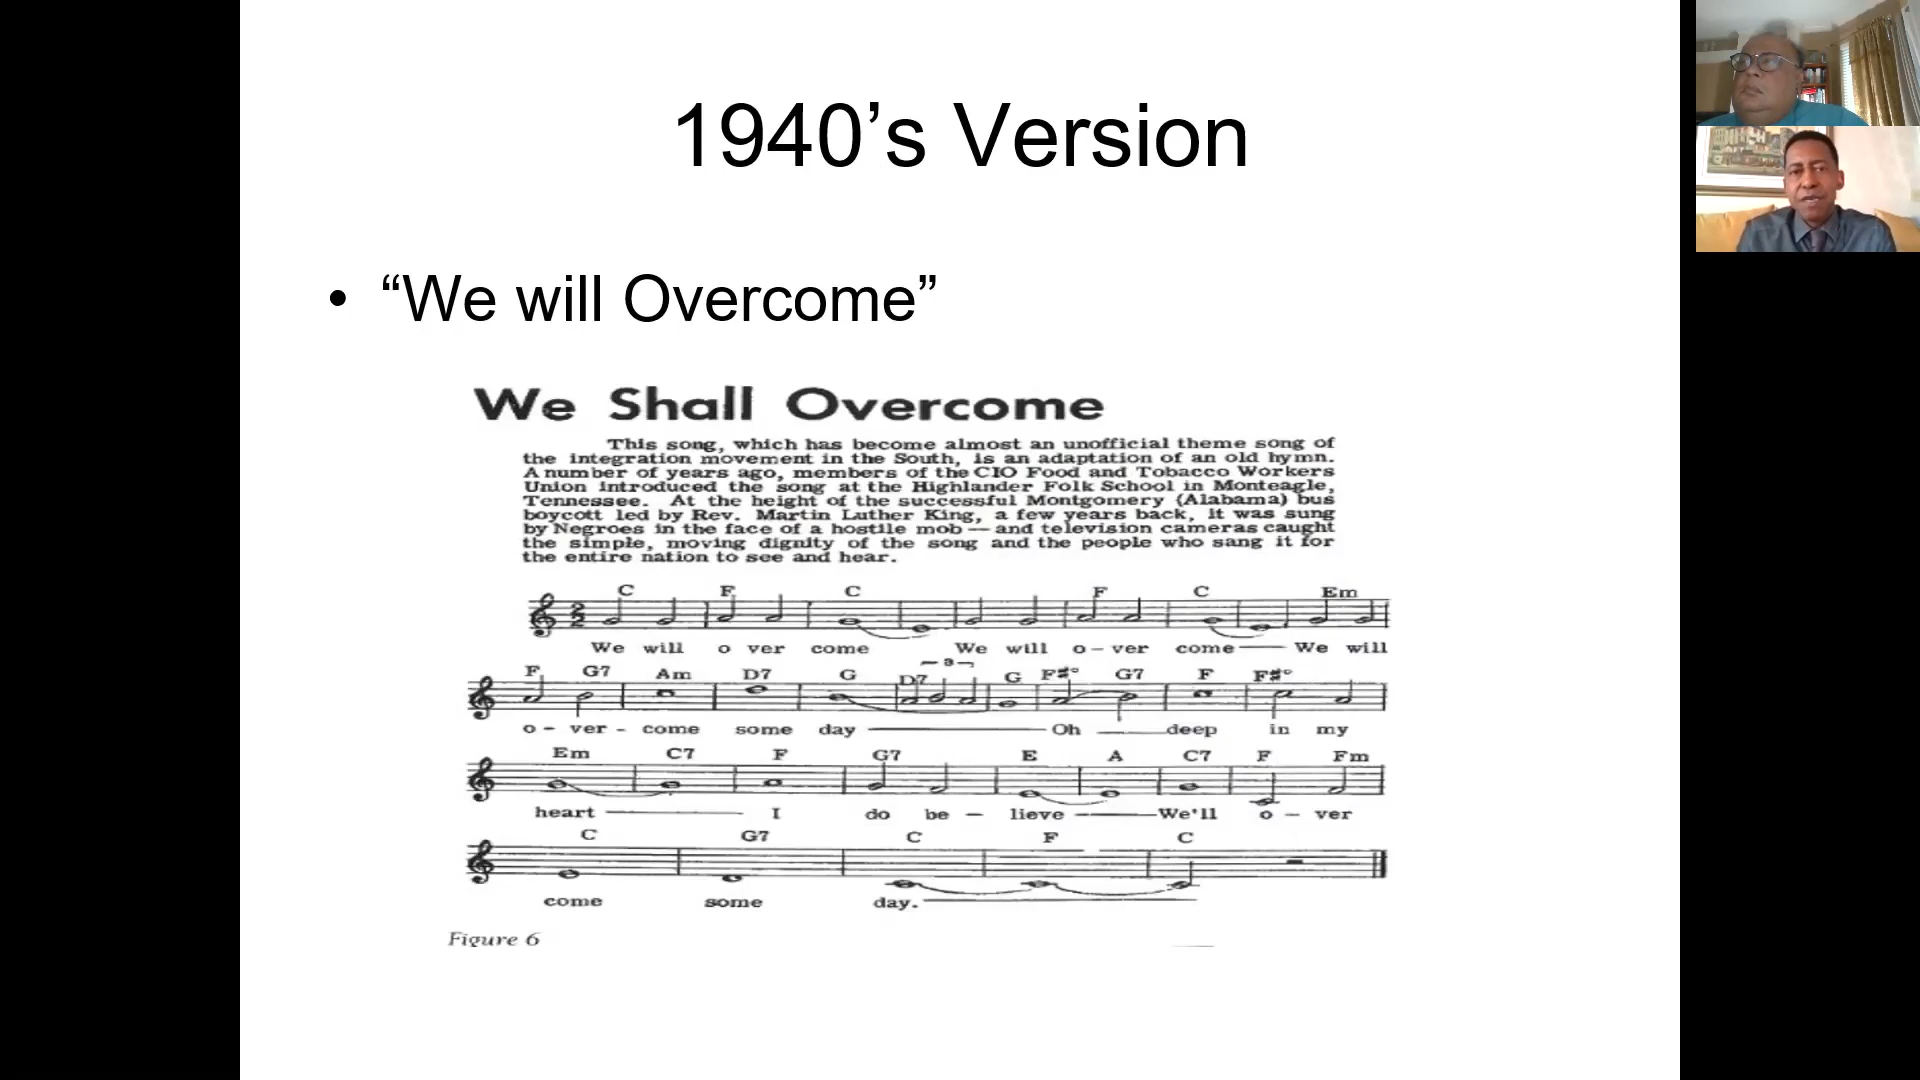 1940’s Version
• “We will Overcome”
We Shall Overcome
This song, which has become almost an unofficial theme song of
the integration movement in the South, is an adaptation of an old hymn.
A number of years ago, members of the CIO Food and Tobacco Workers
Union introduced the song at the Highlander Folk School in Monteagle,
Tennessee. At the height of the successful Montgomery (Alabama) bus
boycott led by Rev. Martin Luther King, a few years back, it was sung
by Negroes in the face of a hostile mob — and television cameras caught
the simple, moving dignity of the song and the people who sang it for
the entire nation to see and hear.
C F C F C Em
2
2
We will o ver come We will o – ver come —— We will
3
F G7 Am D7 G D7 G F#° G7 F F#°
o – ver – come some day ———— Oh ——deep in my
Em C7 F G7 E A C7 F Fm
heart ———— I do be – lieve ———We'll o – ver
C G7 C F C
come some day. ————
Figure 6